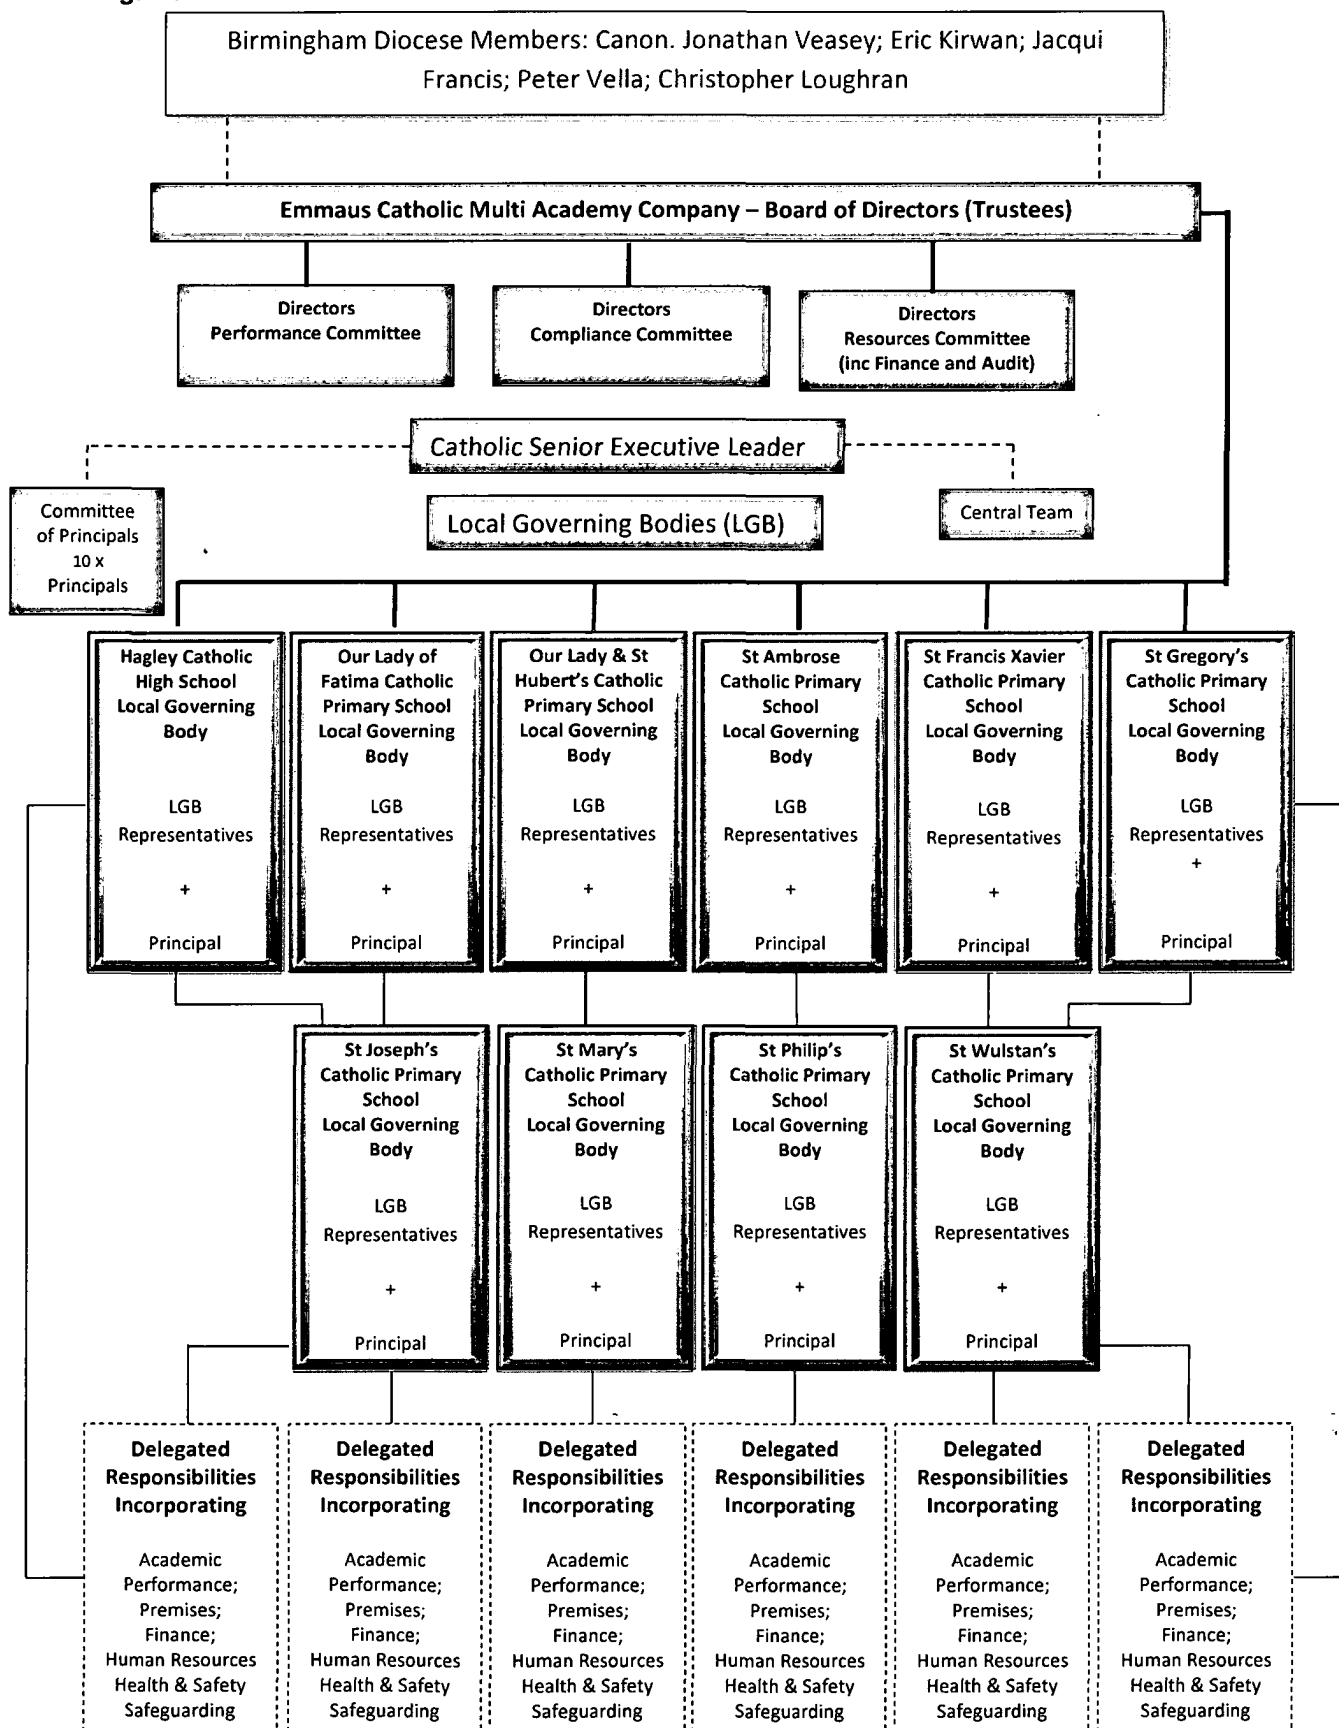 Birmingham Diocese Members: Canon. Jonathan Veasey; Eric Kirwan; Jacqui
Francis; Peter Vella; Christopher Loughran
Emmaus Catholic Multi Academy Company – Board of Directors (Trustees)
Directors
Performance Committee
Directors
Compliance Committee
Directors
Resources Committee
(inc Finance and Audit)
Catholic Senior Executive Leader
Committee
of Principals
10 x
Principals
Local Governing Bodies (LGB)
Central Team
Hagley Catholic
High School
Local Governing
Body
LGB
Representatives
+
Principal
Our Lady of
Fatima Catholic
Primary School
Local Governing
Body
LGB
Representatives
+
Principal
Our Lady & St
Hubert's Catholic
Primary School
Local Governing
Body
LGB
Representatives
+
Principal
St Ambrose
Catholic Primary
School
Local Governing
Body
LGB
Representatives
+
Principal
St Francis Xavier
Catholic Primary
School
Local Governing
Body
LGB
Representatives
+
Principal
St Gregory's
Catholic Primary
School
Local Governing
Body
LGB
Representatives
+
Principal
St Joseph's
Catholic Primary
School
Local Governing
Body
LGB
Representatives
+
Principal
St Mary's
Catholic Primary
School
Local Governing
Body
LGB
Representatives
+
Principal
St Philip's
Catholic Primary
School
Local Governing
Body
LGB
Representatives
+
Principal
St Wulstan's
Catholic Primary
School
Local Governing
Body
LGB
Representatives
+
Principal
Delegated
Responsibilities
Incorporating
Academic
Performance;
Premises;
Finance;
Human Resources
Health & Safety
Safeguarding
Delegated
Responsibilities
Incorporating
Academic
Performance;
Premises;
Finance;
Human Resources
Health & Safety
Safeguarding
Delegated
Responsibilities
Incorporating
Academic
Performance;
Premises;
Finance;
Human Resources
Health & Safety
Safeguarding
Delegated
Responsibilities
Incorporating
Academic
Performance;
Premises;
Finance;
Human Resources
Health & Safety
Safeguarding
Delegated
Responsibilities
Incorporating
Academic
Performance;
Premises;
Finance;
Human Resources
Health & Safety
Safeguarding
Delegated
Responsibilities
Incorporating
Academic
Performance;
Premises;
Finance;
Human Resources
Health & Safety
Safeguarding